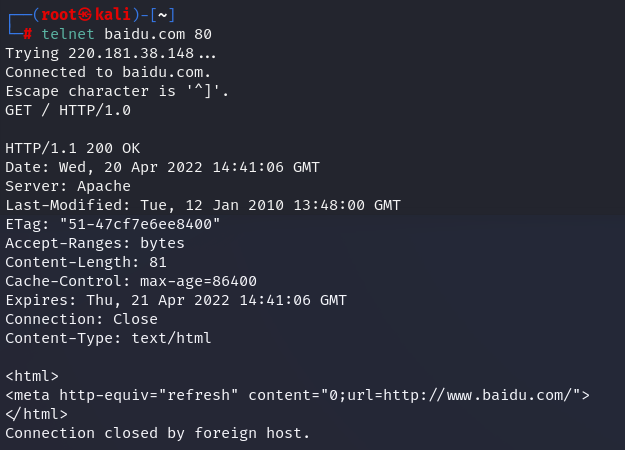 ┌──(root㉿kali)-[~]
└─# telnet baidu.com 80
Trying 220.181.38.148...
Connected to baidu.com.
Escape character is '^]'.
GET / HTTP/1.0

HTTP/1.1 200 OK
Date: Wed, 20 Apr 2022 14:41:06 GMT
Server: Apache
Last-Modified: Tue, 12 Jan 2010 13:48:00 GMT
ETag: "51-47cf7e6ee8400"
Accept-Ranges: bytes
Content-Length: 81
Cache-Control: max-age=86400
Expires: Thu, 21 Apr 2022 14:41:06 GMT
Connection: Close
Content-Type: text/html

<html>
<meta http-equiv="refresh" content="0;url=http://www.baidu.com/">
</html>
Connection closed by foreign host.